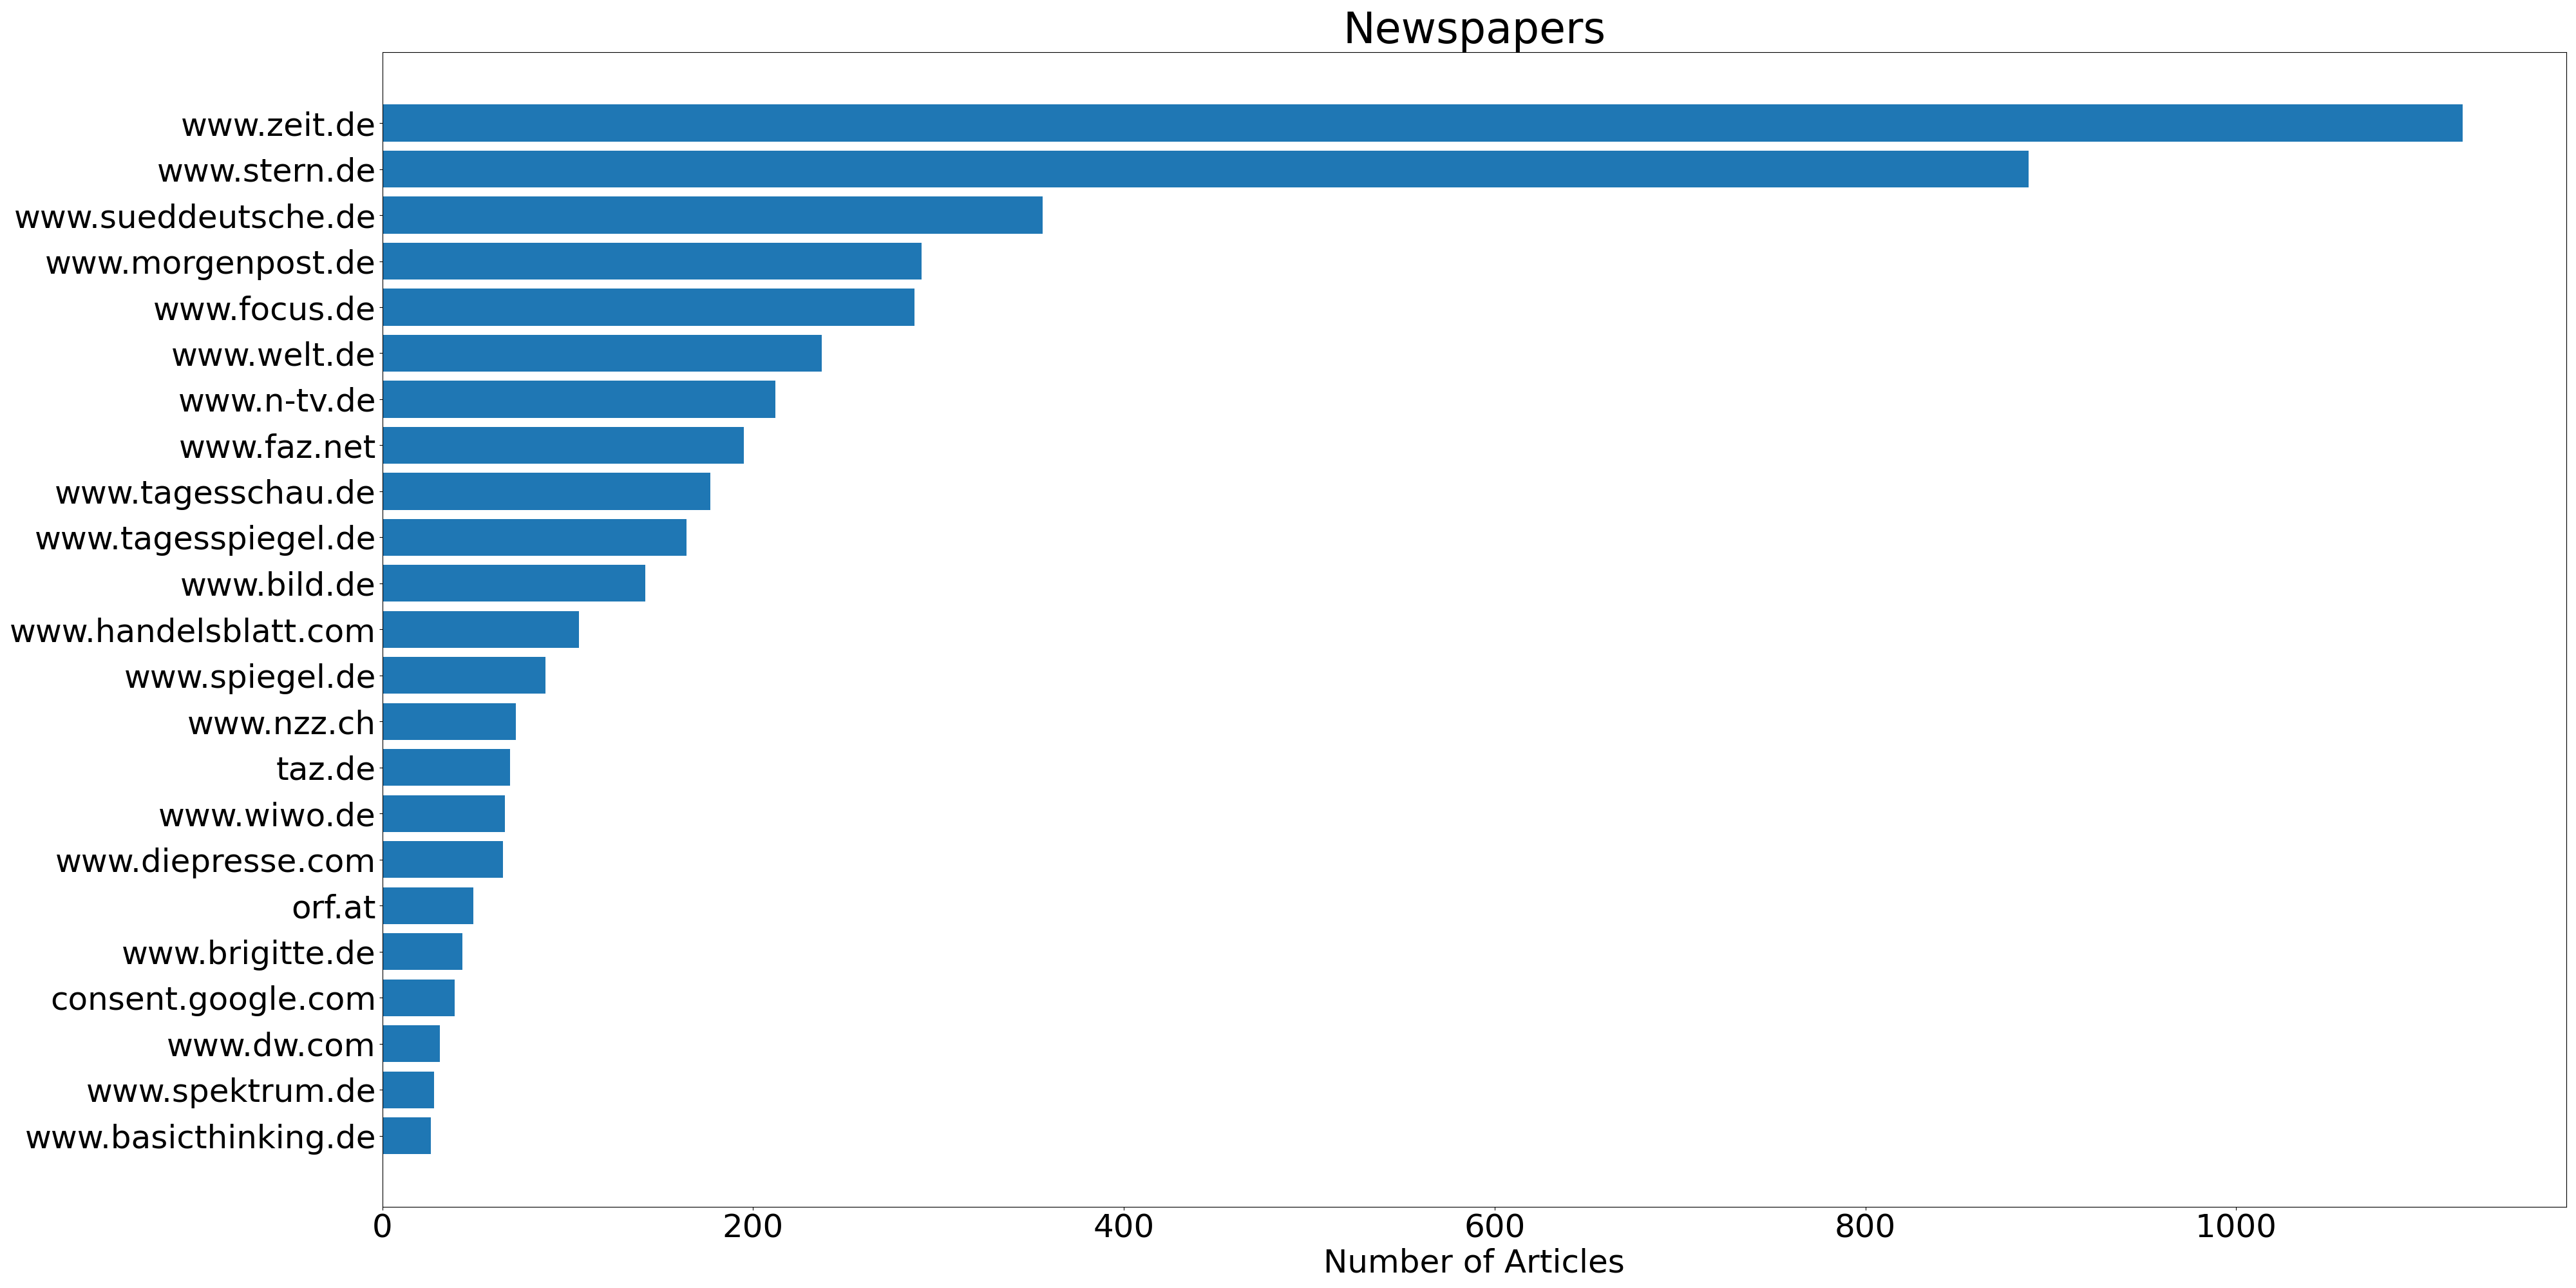 Newspapers
www.zeit.de
www.stern.de
www.sueddeutsche.de
www.morgenpost.de
www.focus.de
www.welt.de
www.n-tv.de
www.faz.net
www.tagesschau.de
www.tagesspiegel.de
www.bild.de
www.handelsblatt.com
www.spiegel.de
www.nzz.ch
taz.de
www.wiwo.de
www.diepresse.com
orf.at
www.brigitte.de
consent.google.com
www.dw.com
www.spektrum.de
www.basicthinking.de
0 200 400 600 800 1000
Number of Articles